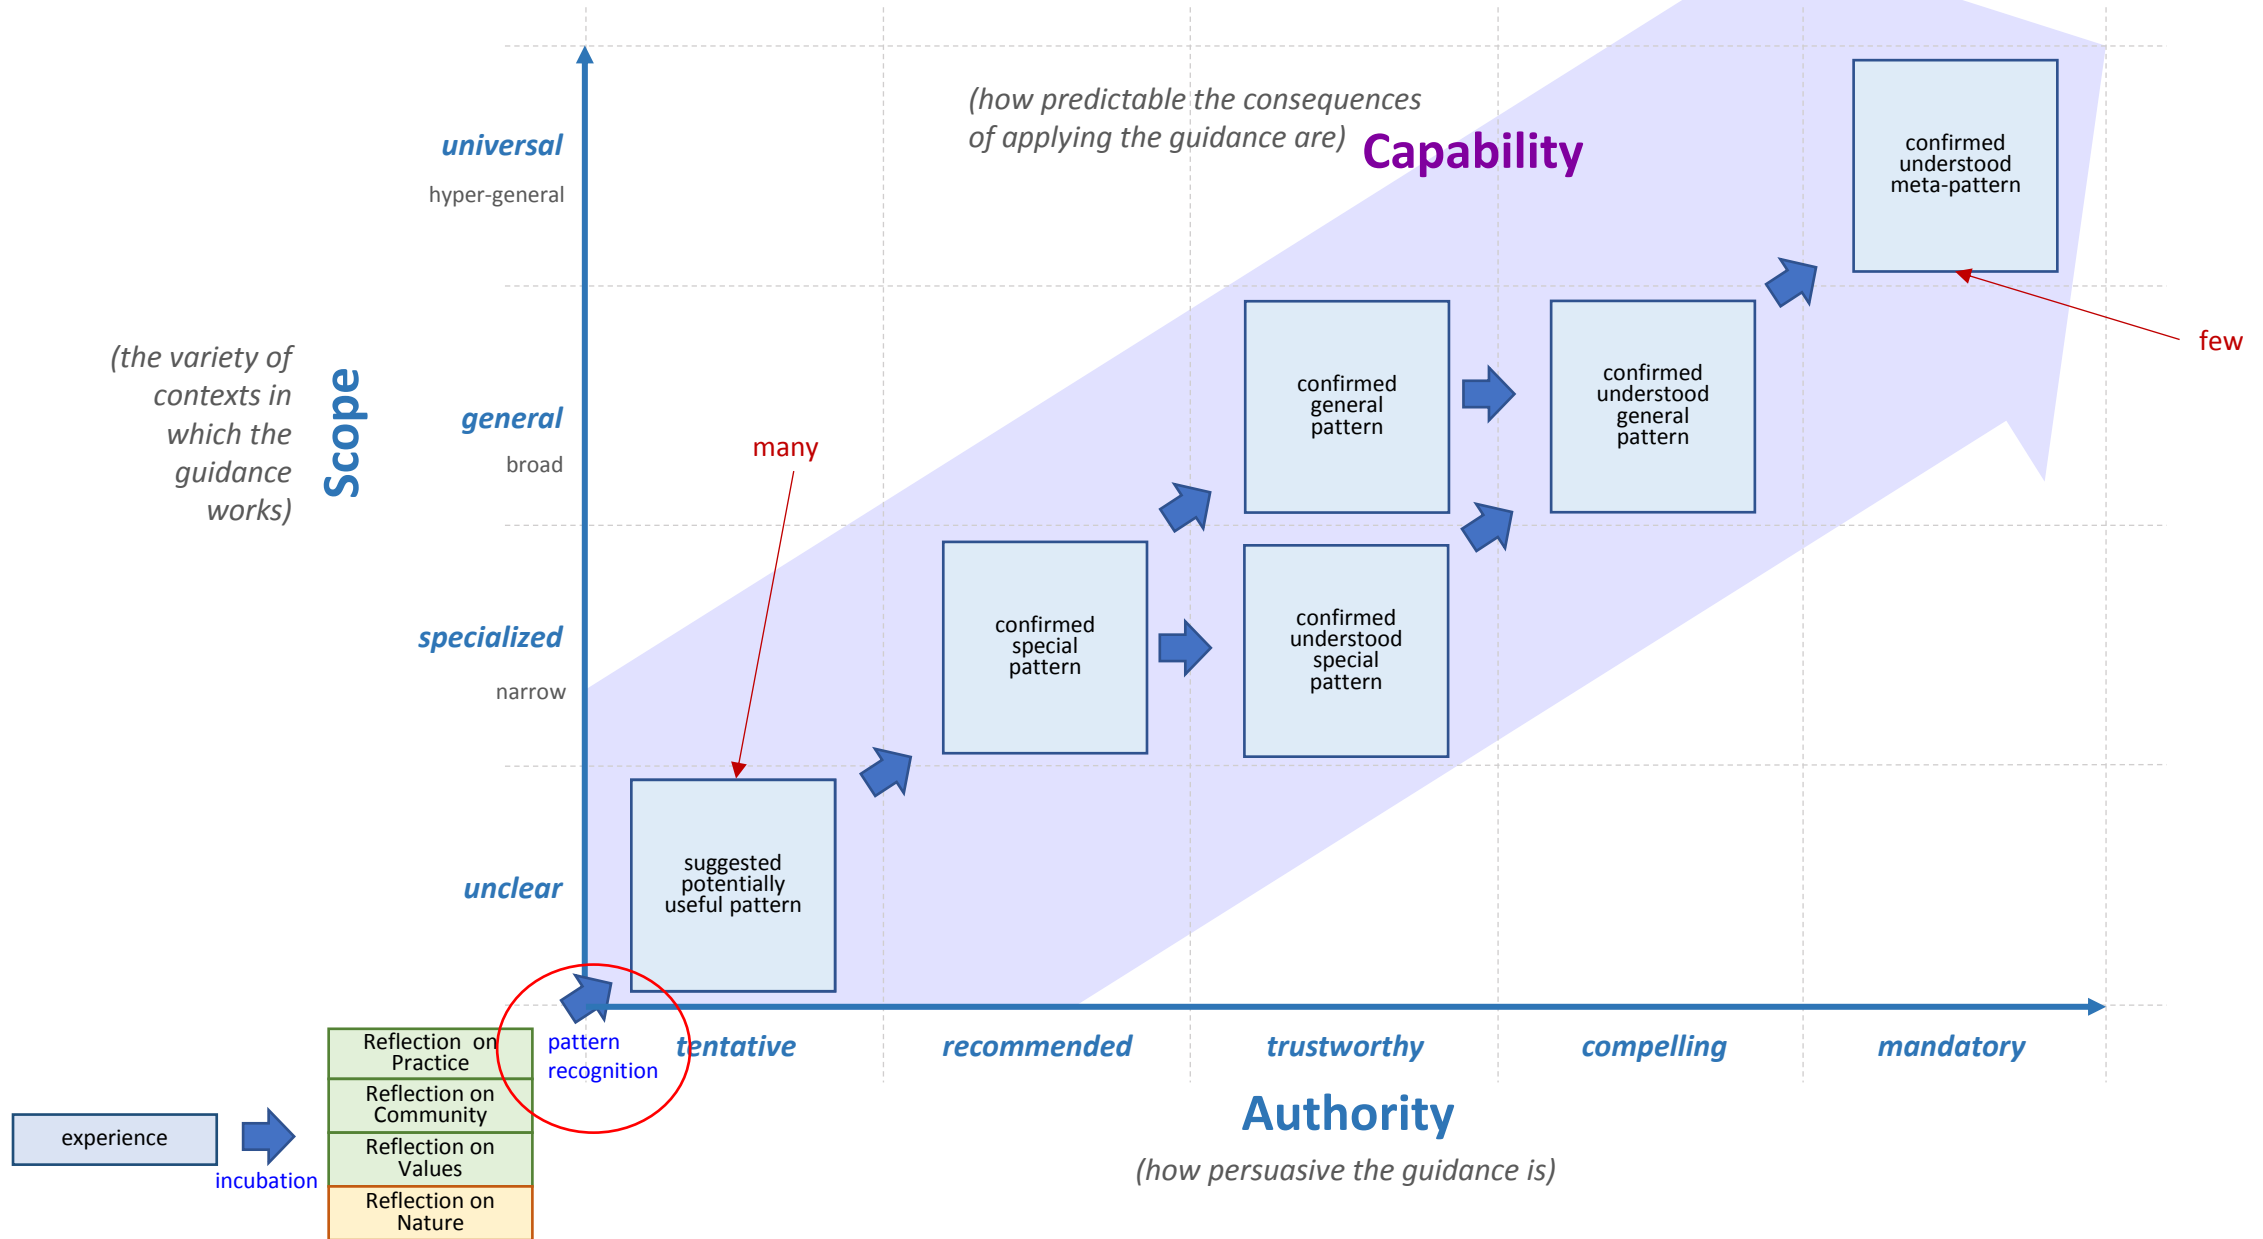 (how predictable the consequences
of applying the guidance are)
Capability
universal
hyper-general
confirmed
understood
meta-pattern
few
(the variety of
contexts in
which the
guidance
works)
Scope
general
broad
many
confirmed
general
pattern
confirmed
understood
general
pattern
specialized
narrow
confirmed
special
pattern
confirmed
understood
special
pattern
unclear
suggested
potentially
useful pattern
tentative
recommended
trustworthy
compelling
mandatory
Authority
(how persuasive the guidance is)
pattern
recognition
experience
incubation
Reflection on
Practice
Reflection on
Community
Reflection on
Values
Reflection on
Nature